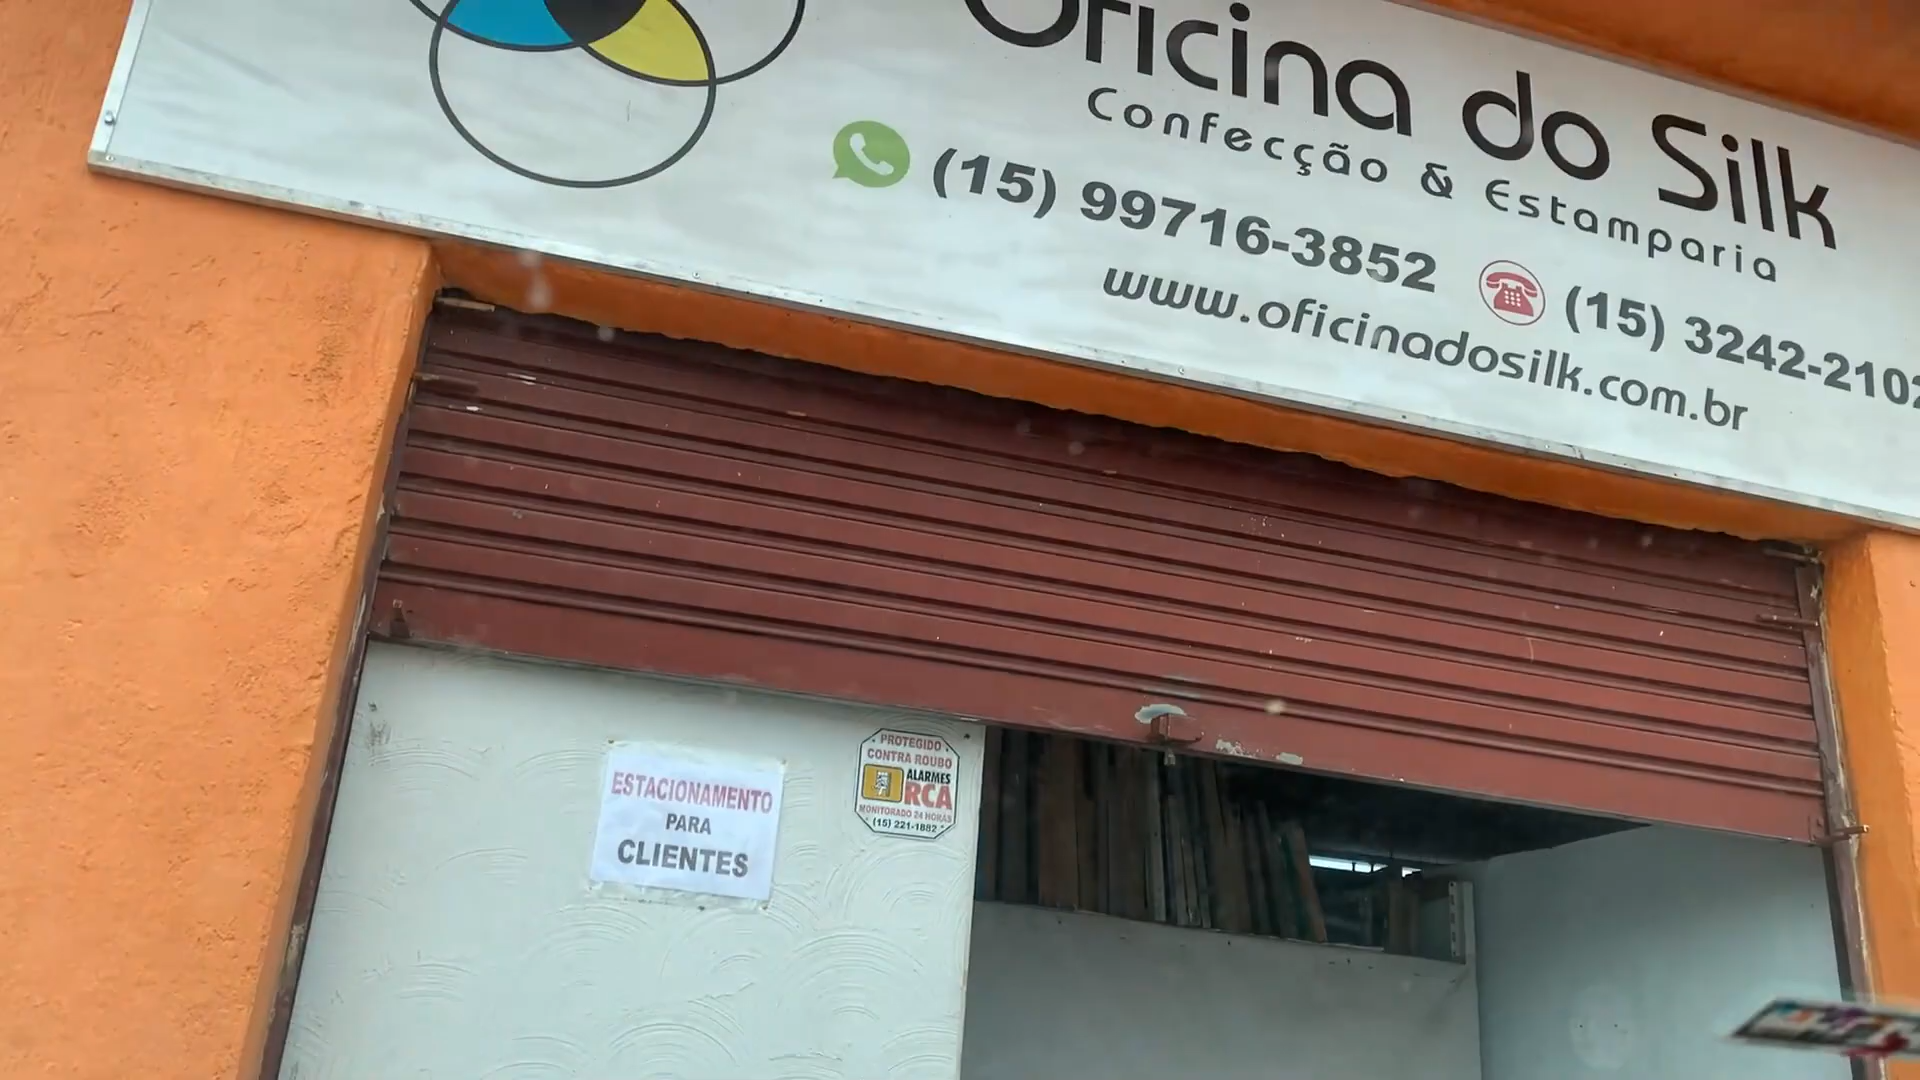 Oficina do Silk
Confecção & Estamparia
(15) 99716-3852
(15) 3242-2102
www.oficinadosilk.com.br
ESTACIONAMENTO
PARA
CLIENTES
PROTEGIDO
CONTRA ROUBO
ALARMES
RCA
MONITORADO 24 HORAS
(15) 221-1882